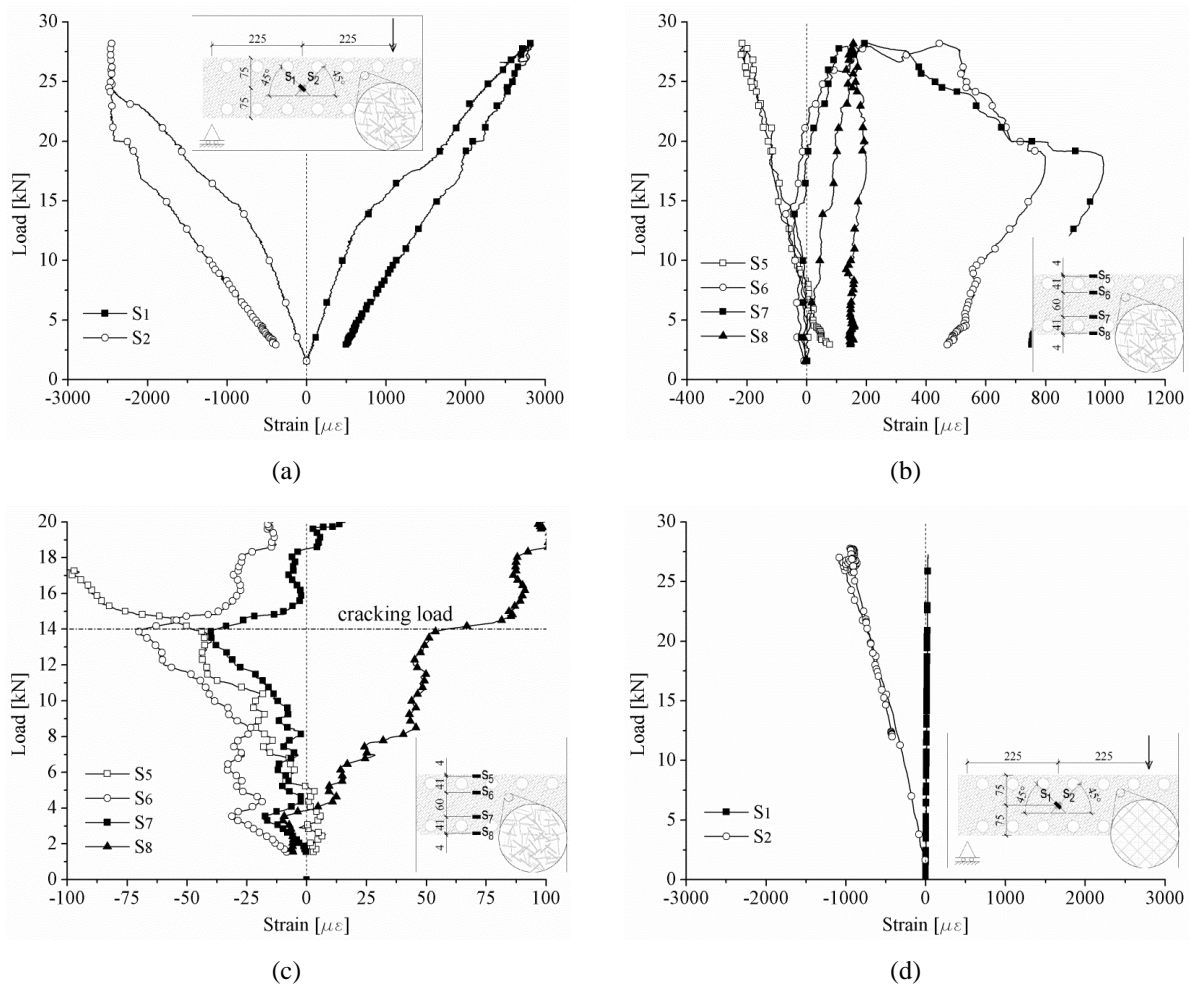 30
25
20
15
10
5
0
Load [kN]
-3000 -2000 -1000 0 1000 2000 3000
Strain [με]
S1
S2
225 225
75
75
45°
S1 S2
45°
(a)
30
25
20
15
10
5
0
Load [kN]
-400 -200 0 200 400 600 800 1000 1200
Strain [με]
S5
S6
S7
S8
4
41
60
41
4
S5
S6
S7
S8
(b)
20
18
16
14
12
10
8
6
4
2
0
Load [kN]
-100 -75 -50 -25 0 25 50 75 100
Strain [με]
cracking load
S5
S6
S7
S8
4
41
60
41
4
S5
S6
S7
S8
(c)
30
25
20
15
10
5
0
Load [kN]
-3000 -2000 -1000 0 1000 2000 3000
Strain [με]
S1
S2
225 225
75
75
45°
S1 S2
45°
(d)